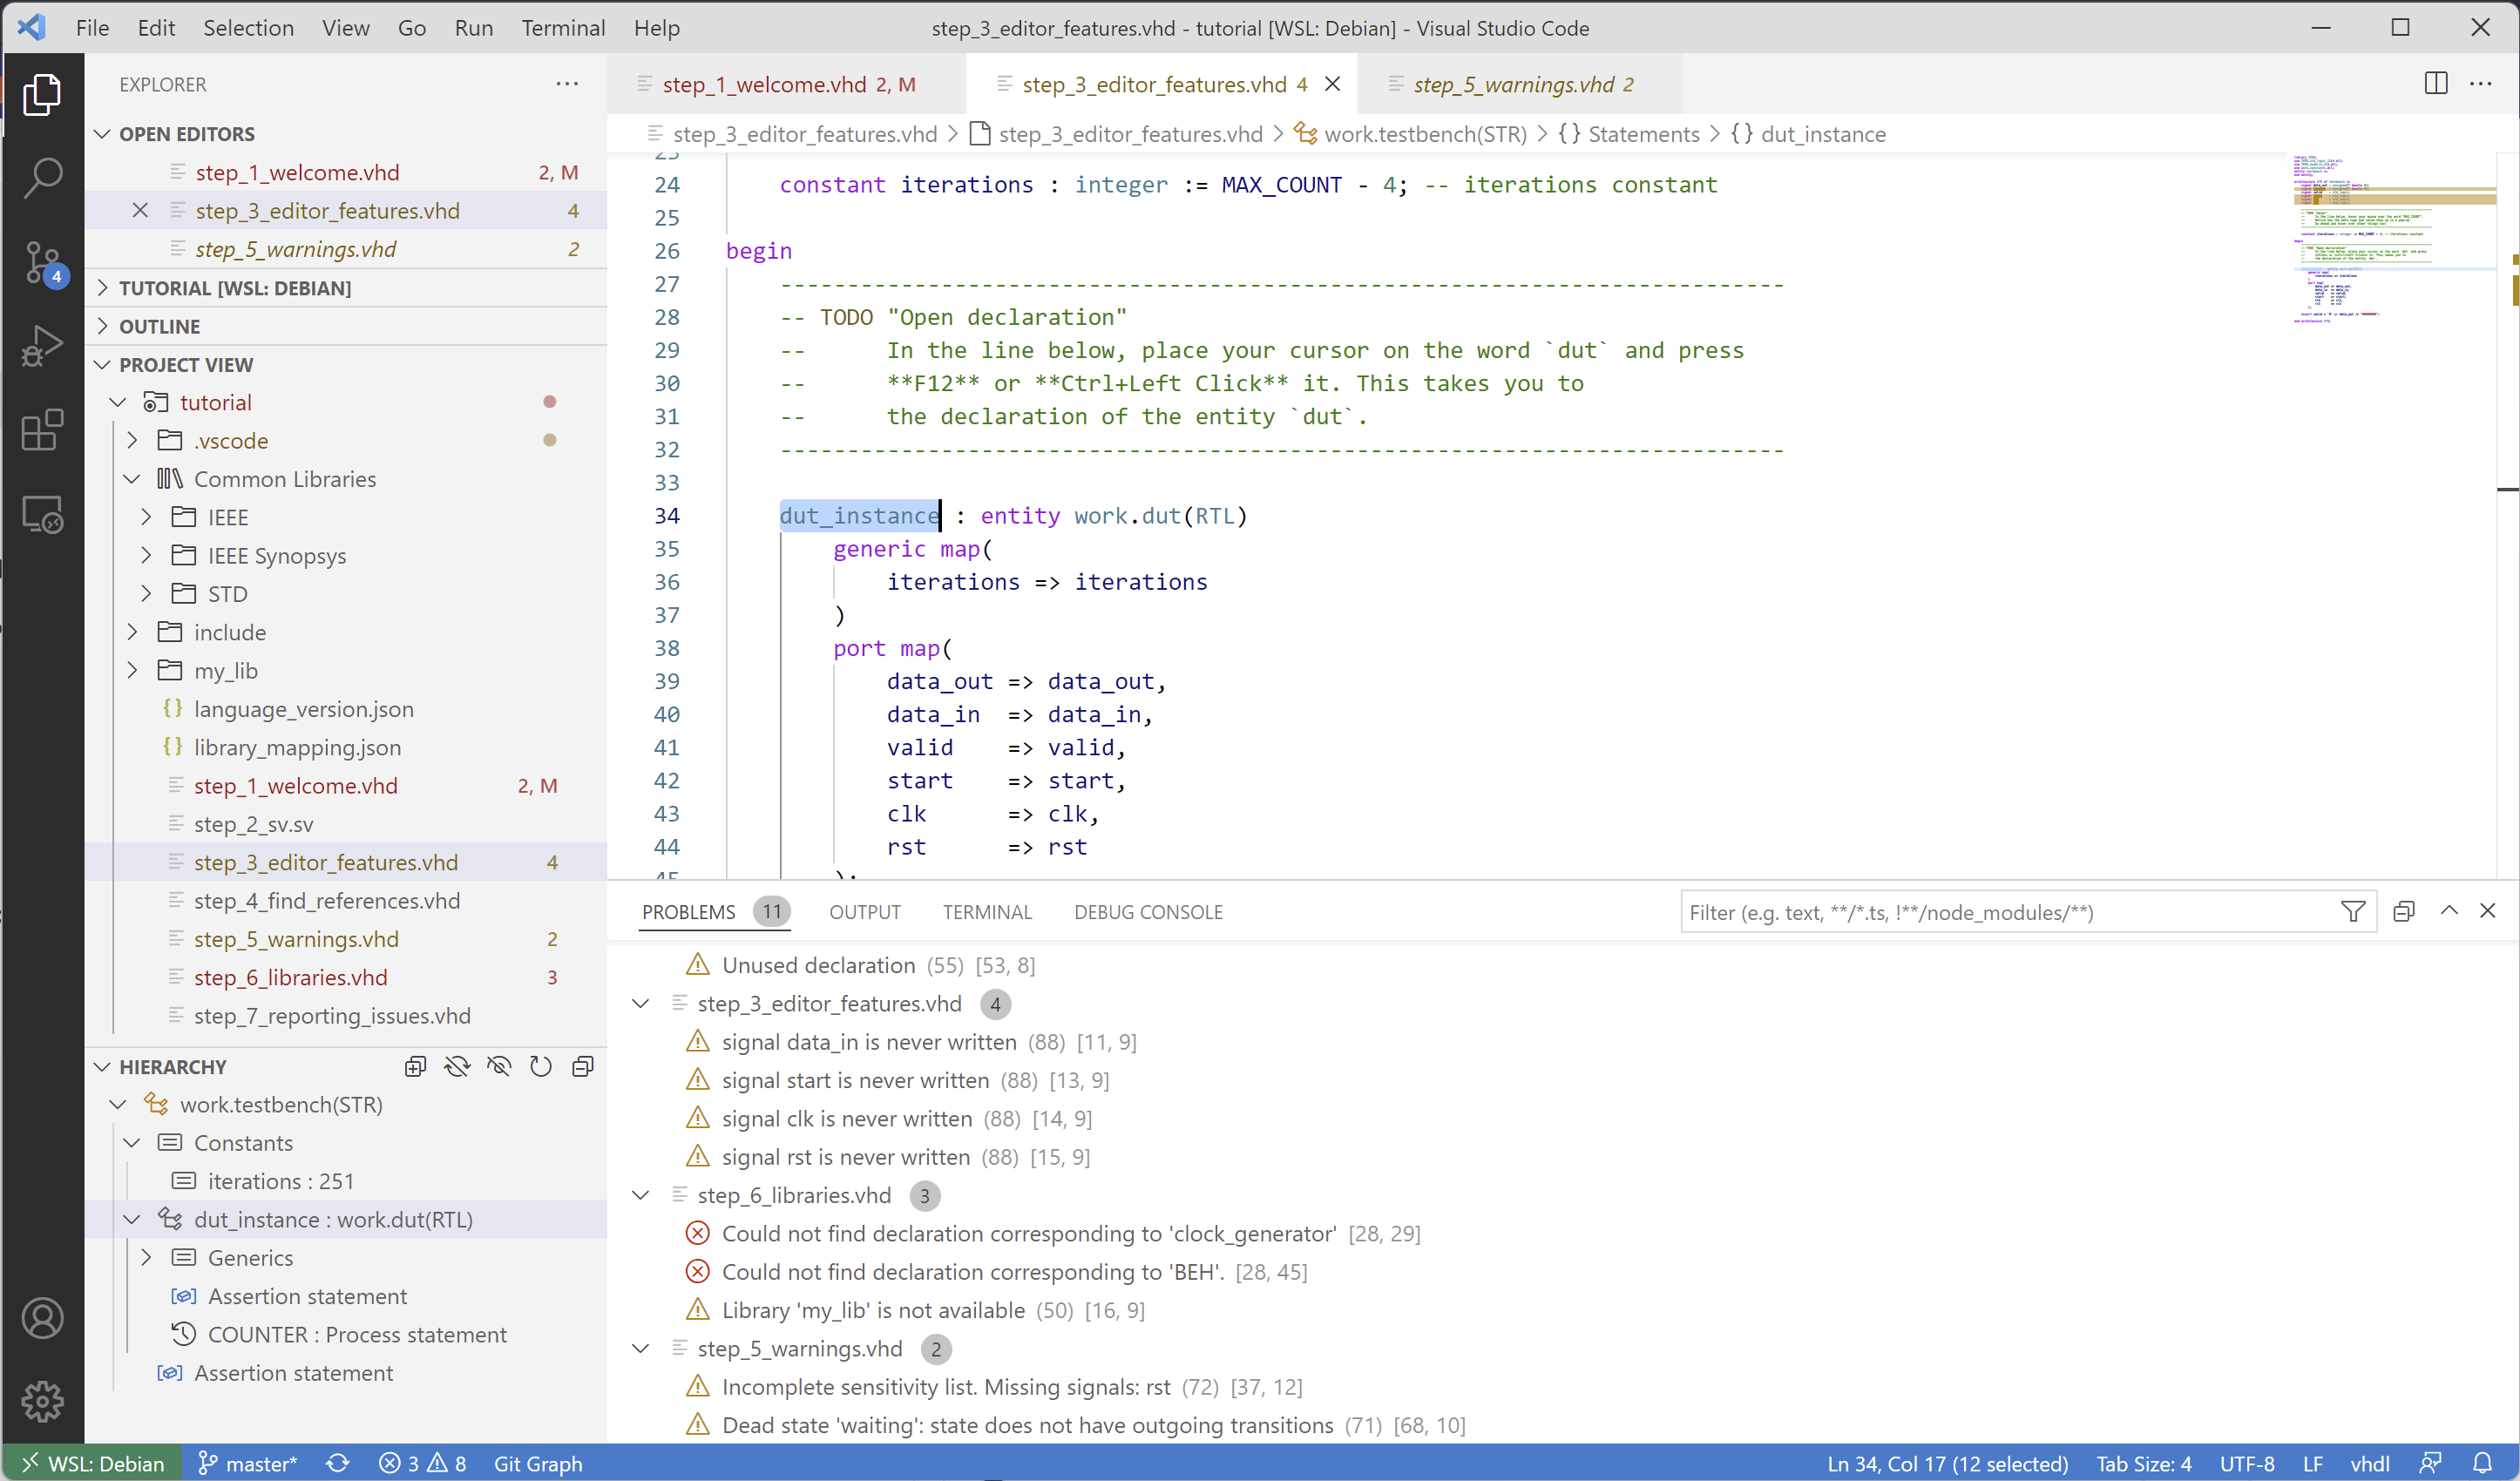 File Edit Selection View Go Run Terminal Help
step_3_editor_features.vhd - tutorial [WSL: Debian] - Visual Studio Code
EXPLORER
OPEN EDITORS
step_1_welcome.vhd 2, M
step_3_editor_features.vhd 4
step_5_warnings.vhd 2
TUTORIAL [WSL: DEBIAN]
OUTLINE
PROJECT VIEW
tutorial
.vscode
Common Libraries
IEEE
IEEE Synopsys
STD
include
my_lib
language_version.json
library_mapping.json
step_1_welcome.vhd 2, M
step_2_sv.sv
step_3_editor_features.vhd 4
step_4_find_references.vhd
step_5_warnings.vhd 2
step_6_libraries.vhd 3
step_7_reporting_issues.vhd
HIERARCHY
work.testbench(STR)
Constants
iterations : 251
dut_instance : work.dut(RTL)
Generics
Assertion statement
COUNTER : Process statement
Assertion statement
4
step_1_welcome.vhd 2, M
step_3_editor_features.vhd 4
step_5_warnings.vhd 2
step_3_editor_features.vhd > step_3_editor_features.vhd > work.testbench(STR) > {} Statements > {} dut_instance
24 constant iterations : integer := MAX_COUNT - 4; -- iterations constant
25
26 begin
27 ---------------------------------------------------------------------------
28 -- TODO "Open declaration"
29 -- In the line below, place your cursor on the word `dut` and press
30 -- **F12** or **Ctrl+Left Click** it. This takes you to
31 -- the declaration of the entity `dut`.
32 ---------------------------------------------------------------------------
33
34 dut_instance : entity work.dut(RTL)
35 generic map(
36 iterations => iterations
37 )
38 port map(
39 data_out => data_out,
40 data_in => data_in,
41 valid => valid,
42 start => start,
43 clk => clk,
44 rst => rst
45 );
PROBLEMS 11 OUTPUT TERMINAL DEBUG CONSOLE
Filter (e.g. text, **/*.ts, !**/node_modules/**)
Unused declaration (55) [53, 8]
step_3_editor_features.vhd 4
signal data_in is never written (88) [11, 9]
signal start is never written (88) [13, 9]
signal clk is never written (88) [14, 9]
signal rst is never written (88) [15, 9]
step_6_libraries.vhd 3
Could not find declaration corresponding to 'clock_generator' [28, 29]
Could not find declaration corresponding to 'BEH'. [28, 45]
Library 'my_lib' is not available (50) [16, 9]
step_5_warnings.vhd 2
Incomplete sensitivity list. Missing signals: rst (72) [37, 12]
Dead state 'waiting': state does not have outgoing transitions (71) [68, 10]
WSL: Debian master* 3 8 Git Graph
Ln 34, Col 17 (12 selected) Tab Size: 4 UTF-8 LF vhdl